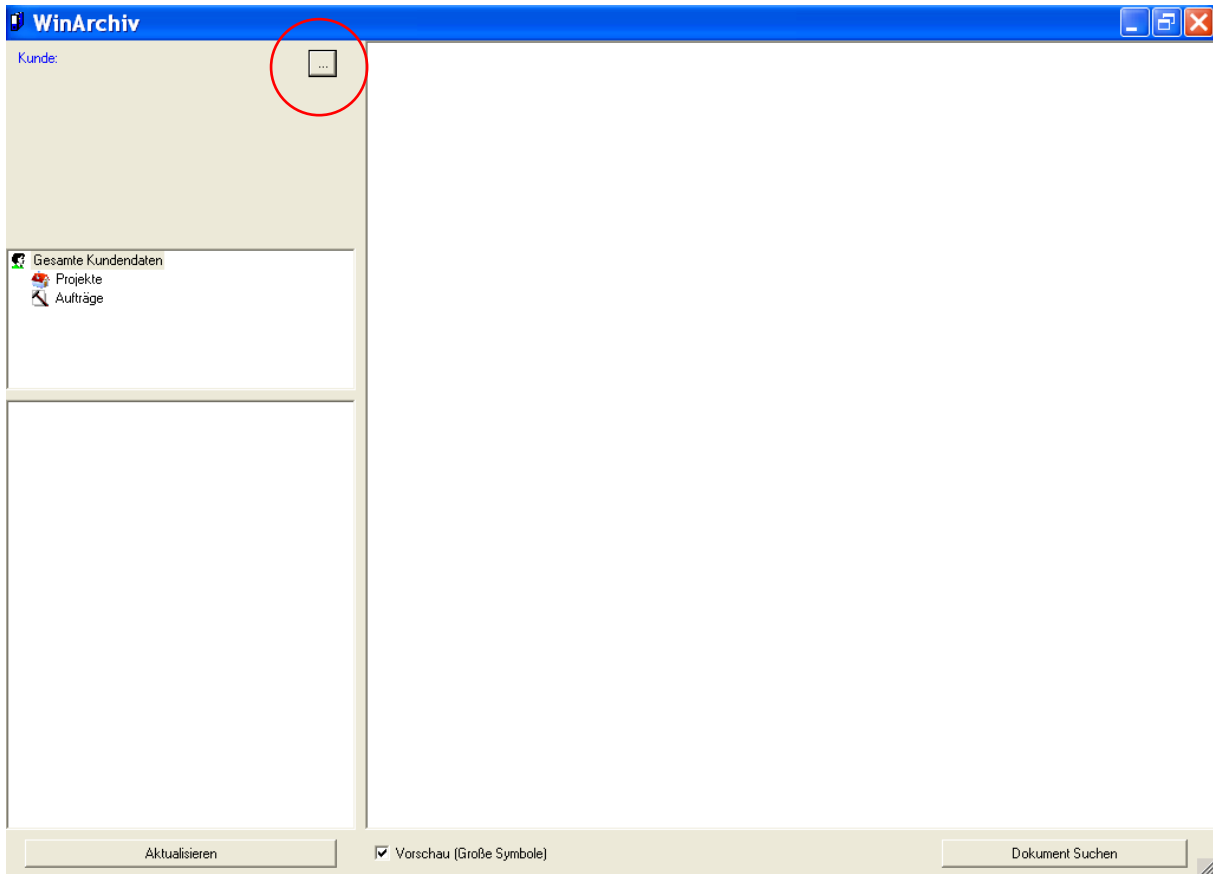 WinArchiv
Kunde:
...
Gesamte Kundendaten
Projekte
Aufträge
Aktualisieren
Vorschau (Große Symbole)
Dokument Suchen